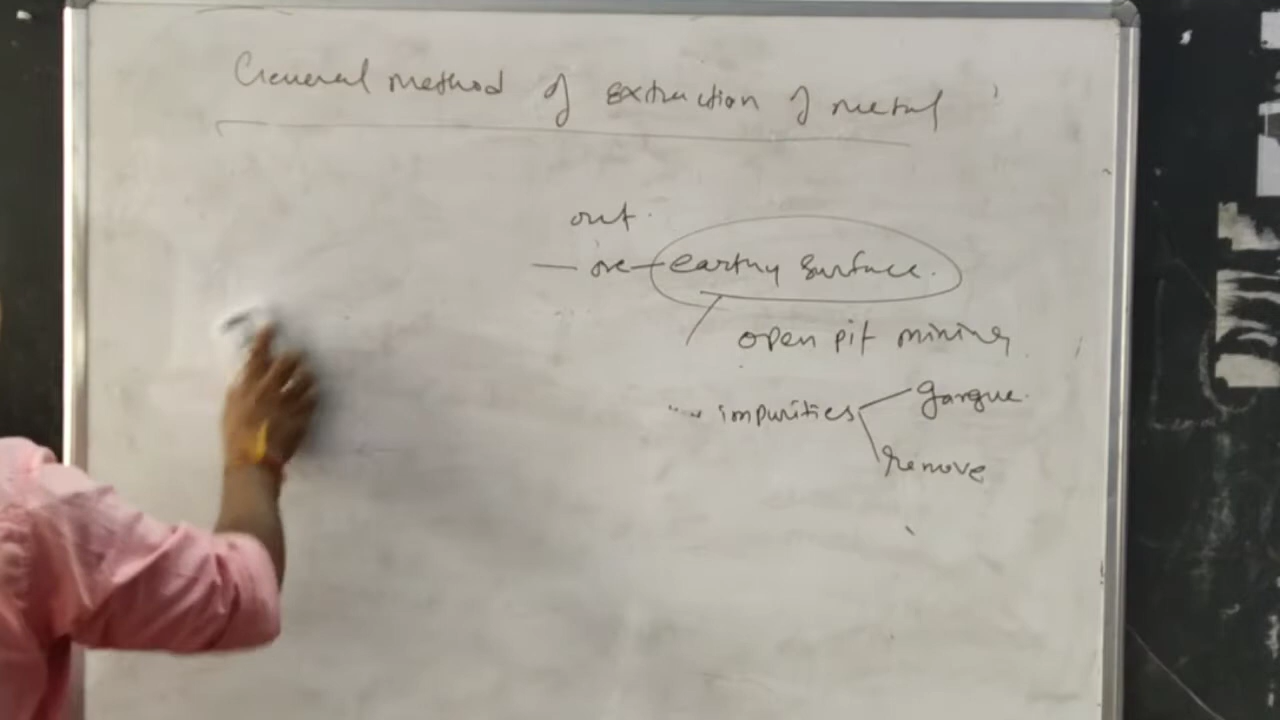 General method of extraction of metal
out.
— ore — earthy surface.
open pit mining
impurities
gangue.
remove